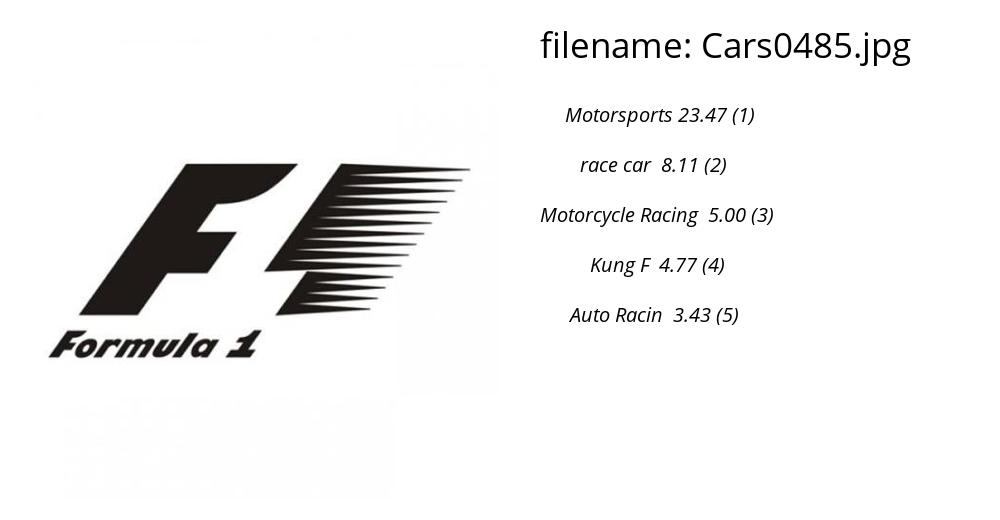 filename: Cars0485.jpg
Motorsports 23.47 (1)
race car 8.11 (2)
Motorcycle Racing 5.00 (3)
Kung F 4.77 (4)
Auto Racin 3.43 (5)
F1
Formula 1